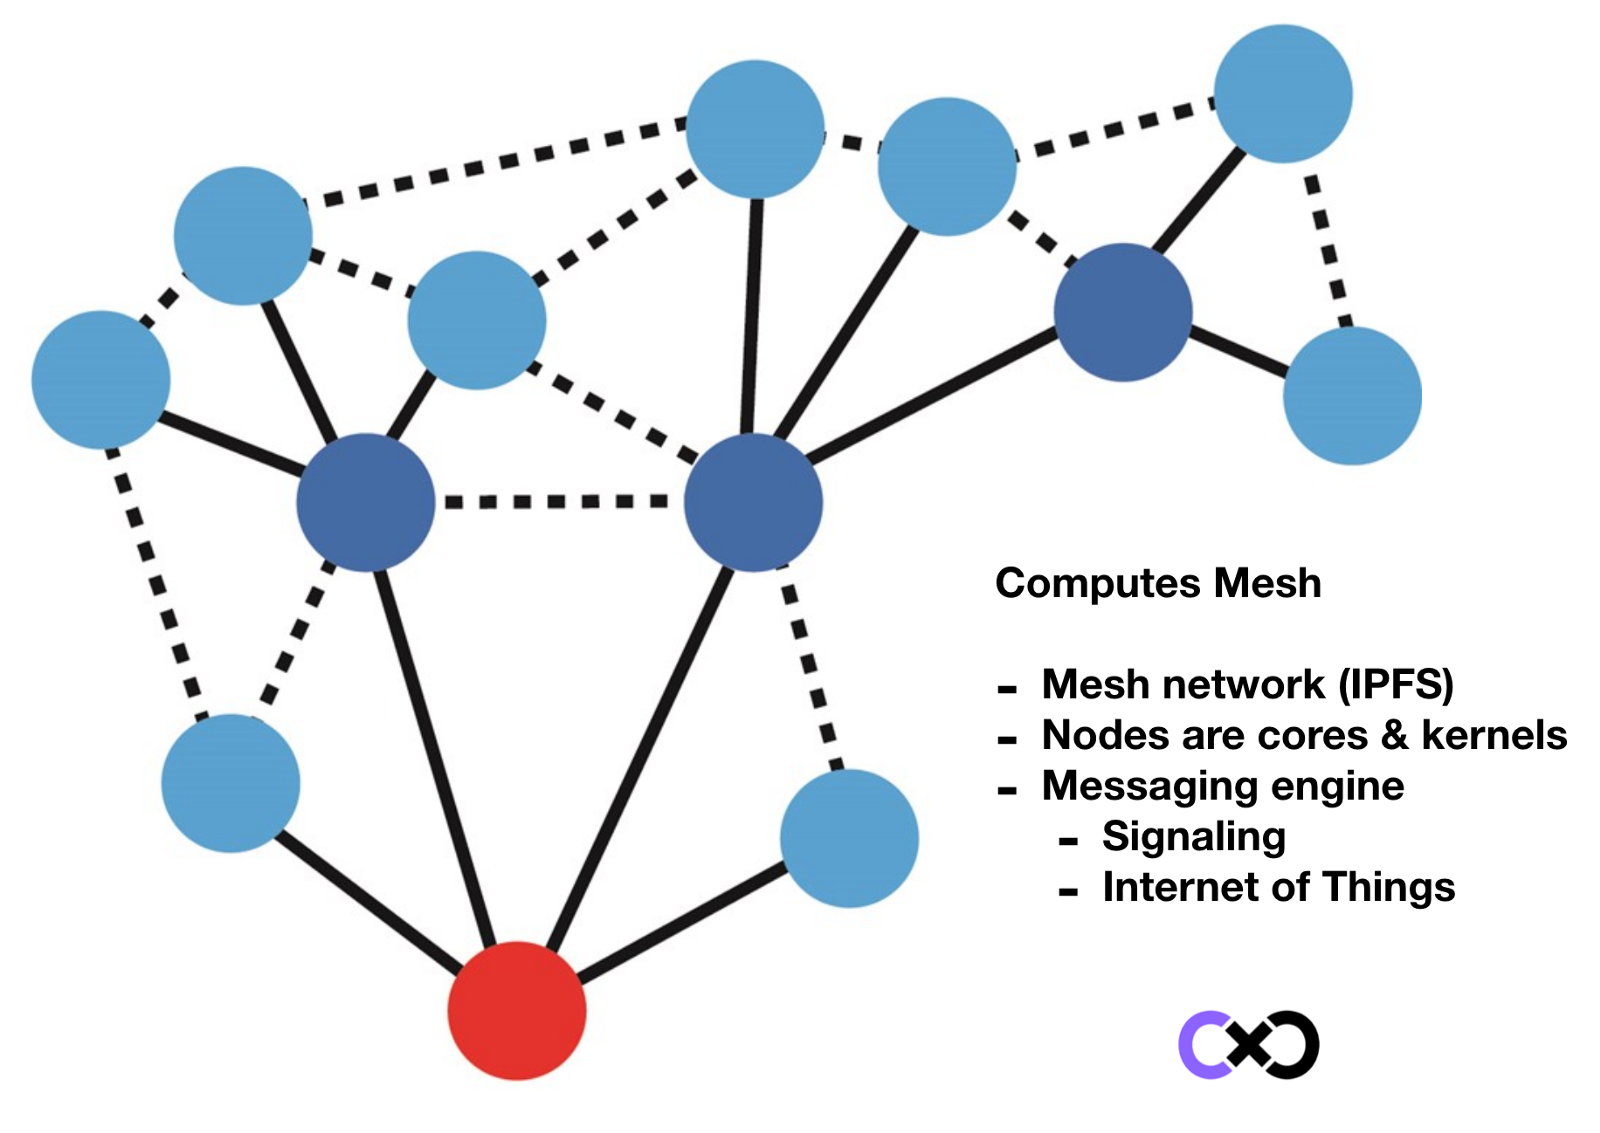 Computes Mesh
- Mesh network (IPFS)
- Nodes are cores & kernels
- Messaging engine
- Signaling
- Internet of Things